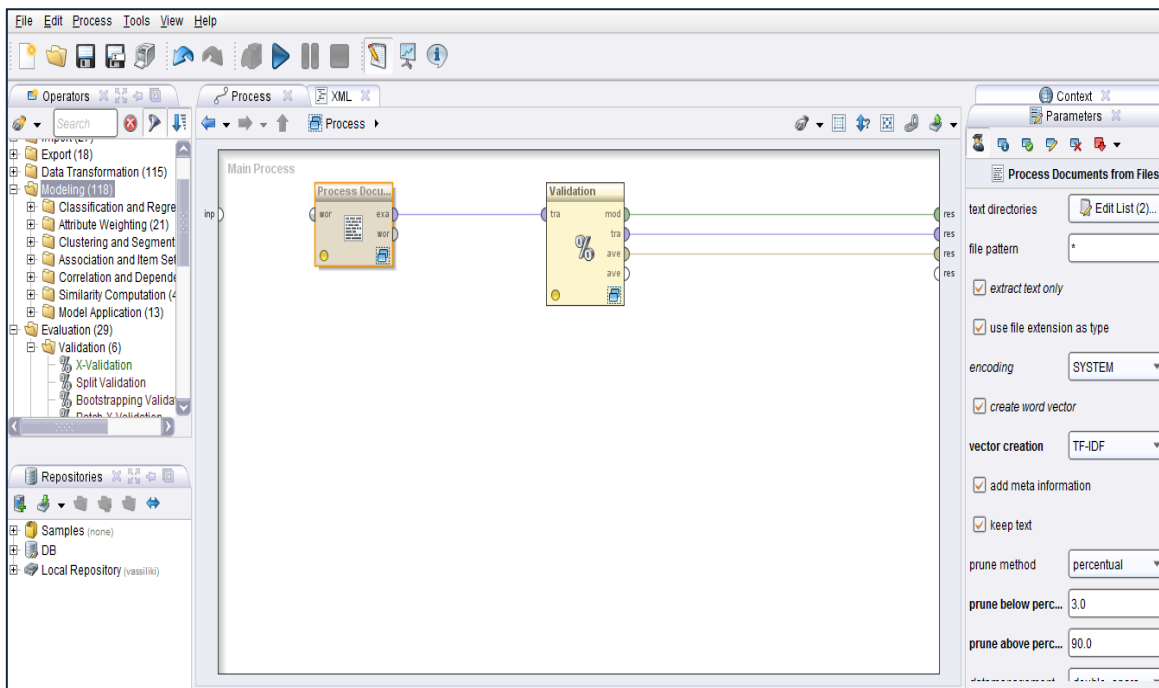 File Edit Process Tools View Help
Operators
Process
XML
Context
Parameters
Search
Process
Export (18)
Data Transformation (115)
Modeling (118)
Classification and Regre
Attribute Weighting (21)
Clustering and Segment
Association and Item Set
Correlation and Depende
Similarity Computation (4
Model Application (13)
Evaluation (29)
Validation (6)
X-Validation
Split Validation
Bootstrapping Valida
Repositories
Samples (none)
DB
Local Repository (vassiliki)
Main Process
inp
Process Docu...
wor exa
wor
Validation
tra mod
tra
ave
ave
res
res
res
res
Process Documents from Files
text directories Edit List (2)...
file pattern *
extract text only
use file extension as type
encoding SYSTEM
create word vector
vector creation TF-IDF
add meta information
keep text
prune method percentual
prune below perc... 3.0
prune above perc... 90.0